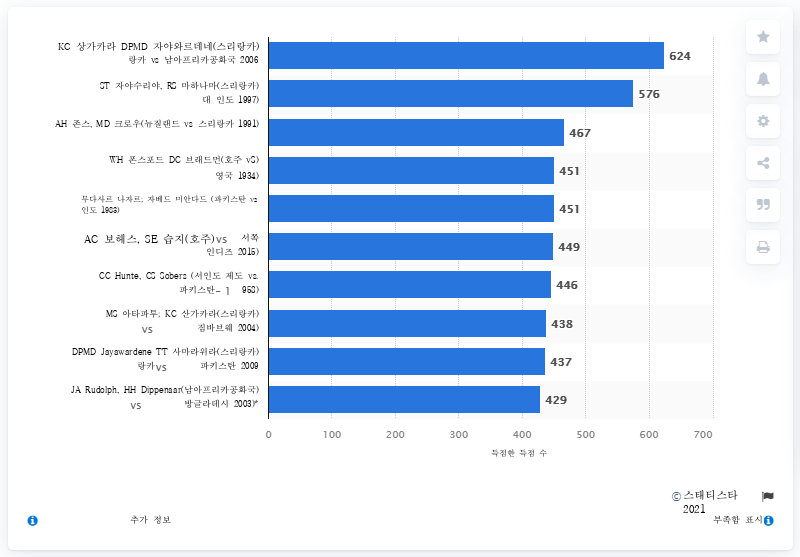 KC 상가카라 DPMD 자야와르데네(스리랑카)
랑카 vs 남아프리카공화국 2006
624
ST 자야수리야, RS 마하나마(스리랑카)
대 인도 1997)
576
AH 존스, MD 크로우(뉴질랜드 vs 스리랑카 1991)
467
WH 폰스포드 DG 브래드먼(호주 vS)
영국 1934)
451
무다사르 나자르; 자베드 미안다드 (파키스탄 vs
인도 1983)
451
AC 보헤스, SE 습지(호주)vs 서쪽
인디즈 2015)
449
CC Hunte, GS Sobers (서인도 제도 vs.
파키스탄– 1 958)
446
MS 아타파투; KC 산가카라(스리랑카)
vs 짐바브웨 2004)
438
DPMD Jayawardene TT 사마라위라(스리랑카)
랑카vs 파키스탄 2009
437
JA Rudolph, HH Dippenaar(남아프리카공화국)
vs 방글라데시 2003)*
429
0 100 200 300 400 500 600 700
득점한 득점 수
© 스태티스타
2021
추가 정보
부족함 표시